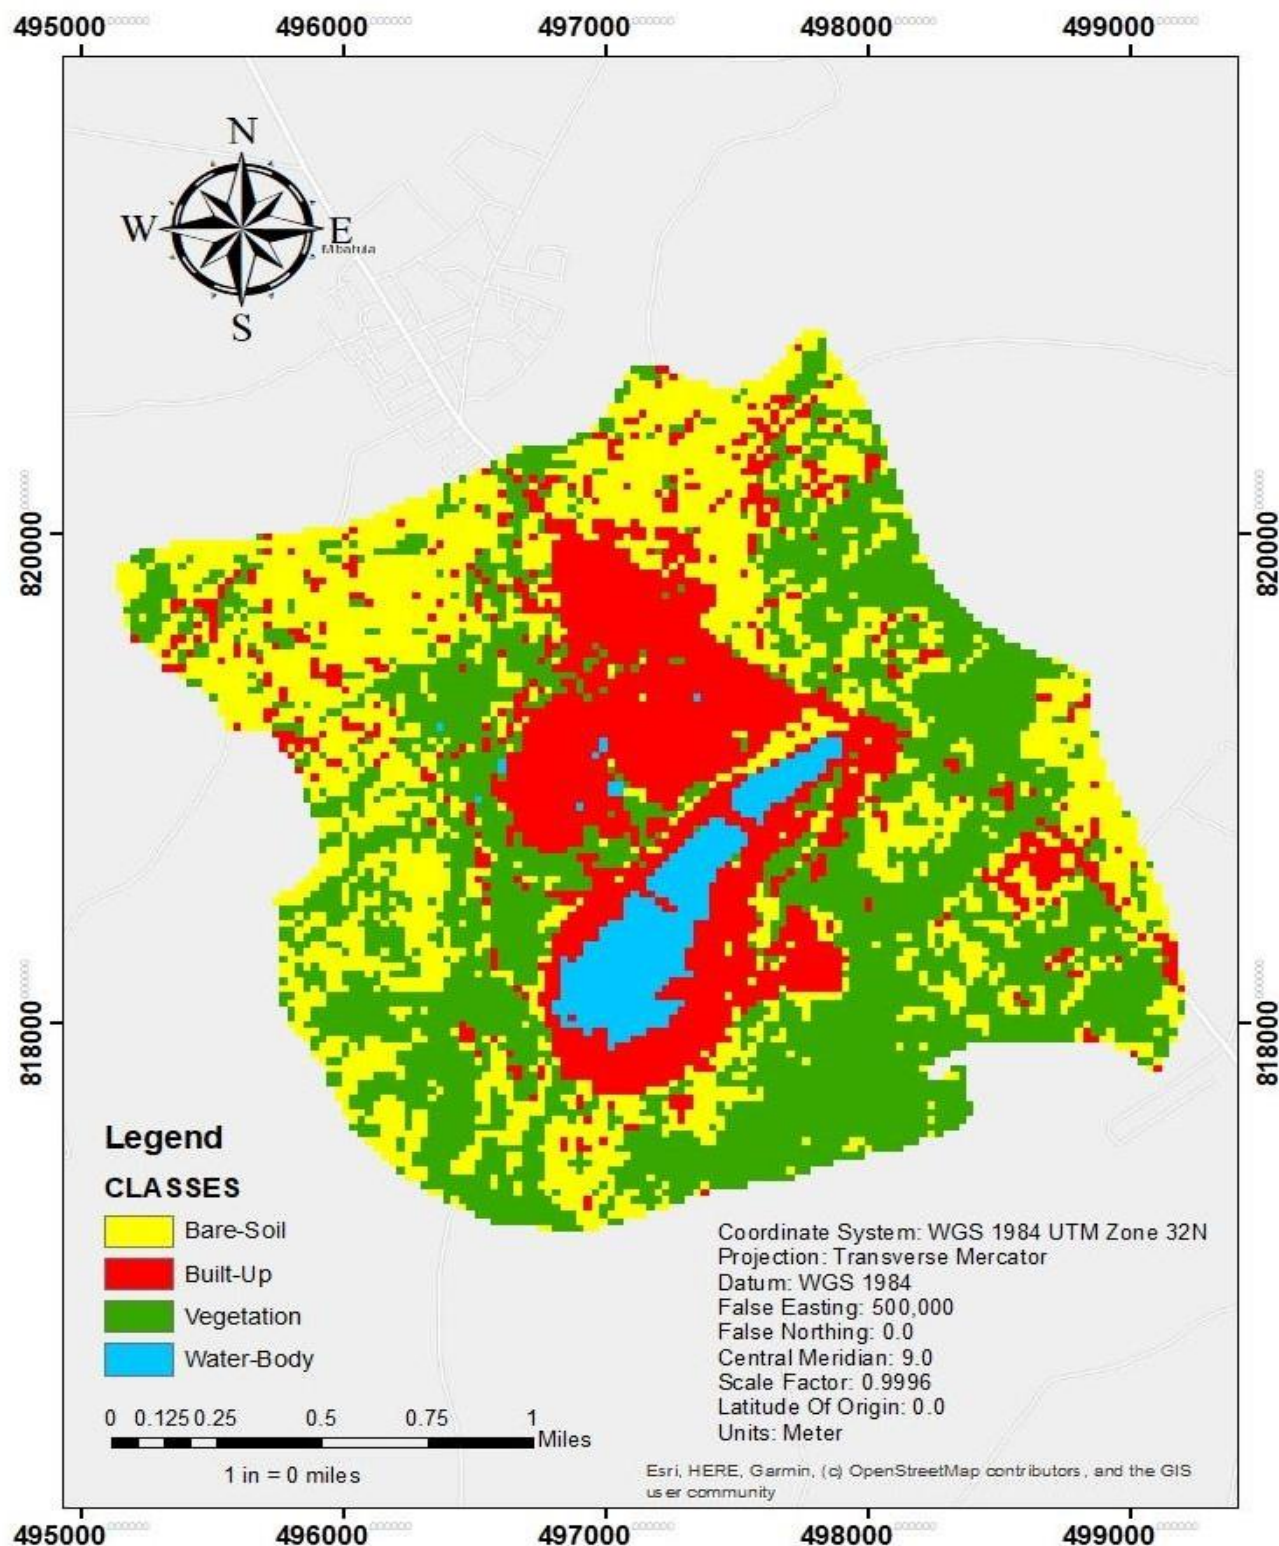 495000 496000 497000 498000 499000
N
W E
S
820000 820000
818000 818000
Legend
CLASSES
Bare-Soil
Built-Up
Vegetation
Water-Body
0 0.125 0.25 0.5 0.75 1
Miles
1 in = 0 miles
Coordinate System: WGS 1984 UTM Zone 32N
Projection: Transverse Mercator
Datum: WGS 1984
False Easting: 500,000
False Northing: 0.0
Central Meridian: 9.0
Scale Factor: 0.9996
Latitude Of Origin: 0.0
Units: Meter
Esri, HERE, Garmin, (c) OpenStreetMap contributors, and the GIS
user community
495000 496000 497000 498000 499000